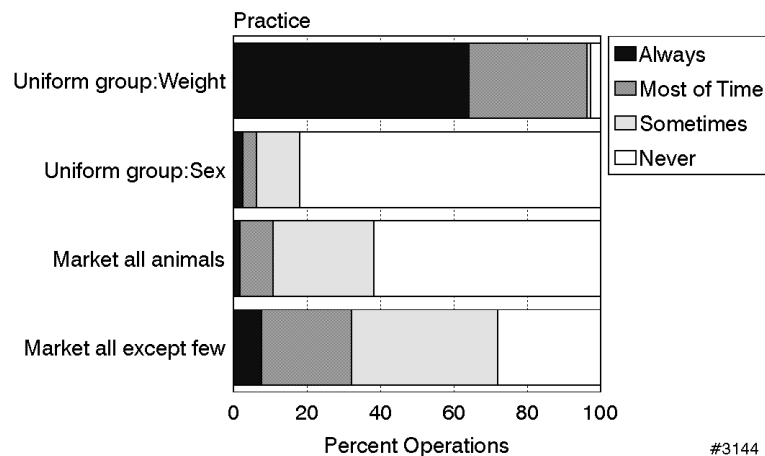 Practice
Always
Most of Time
Sometimes
Never
Uniform group:Weight
Uniform group:Sex
Market all animals
Market all except few
0 20 40 60 80 100
Percent Operations
#3144